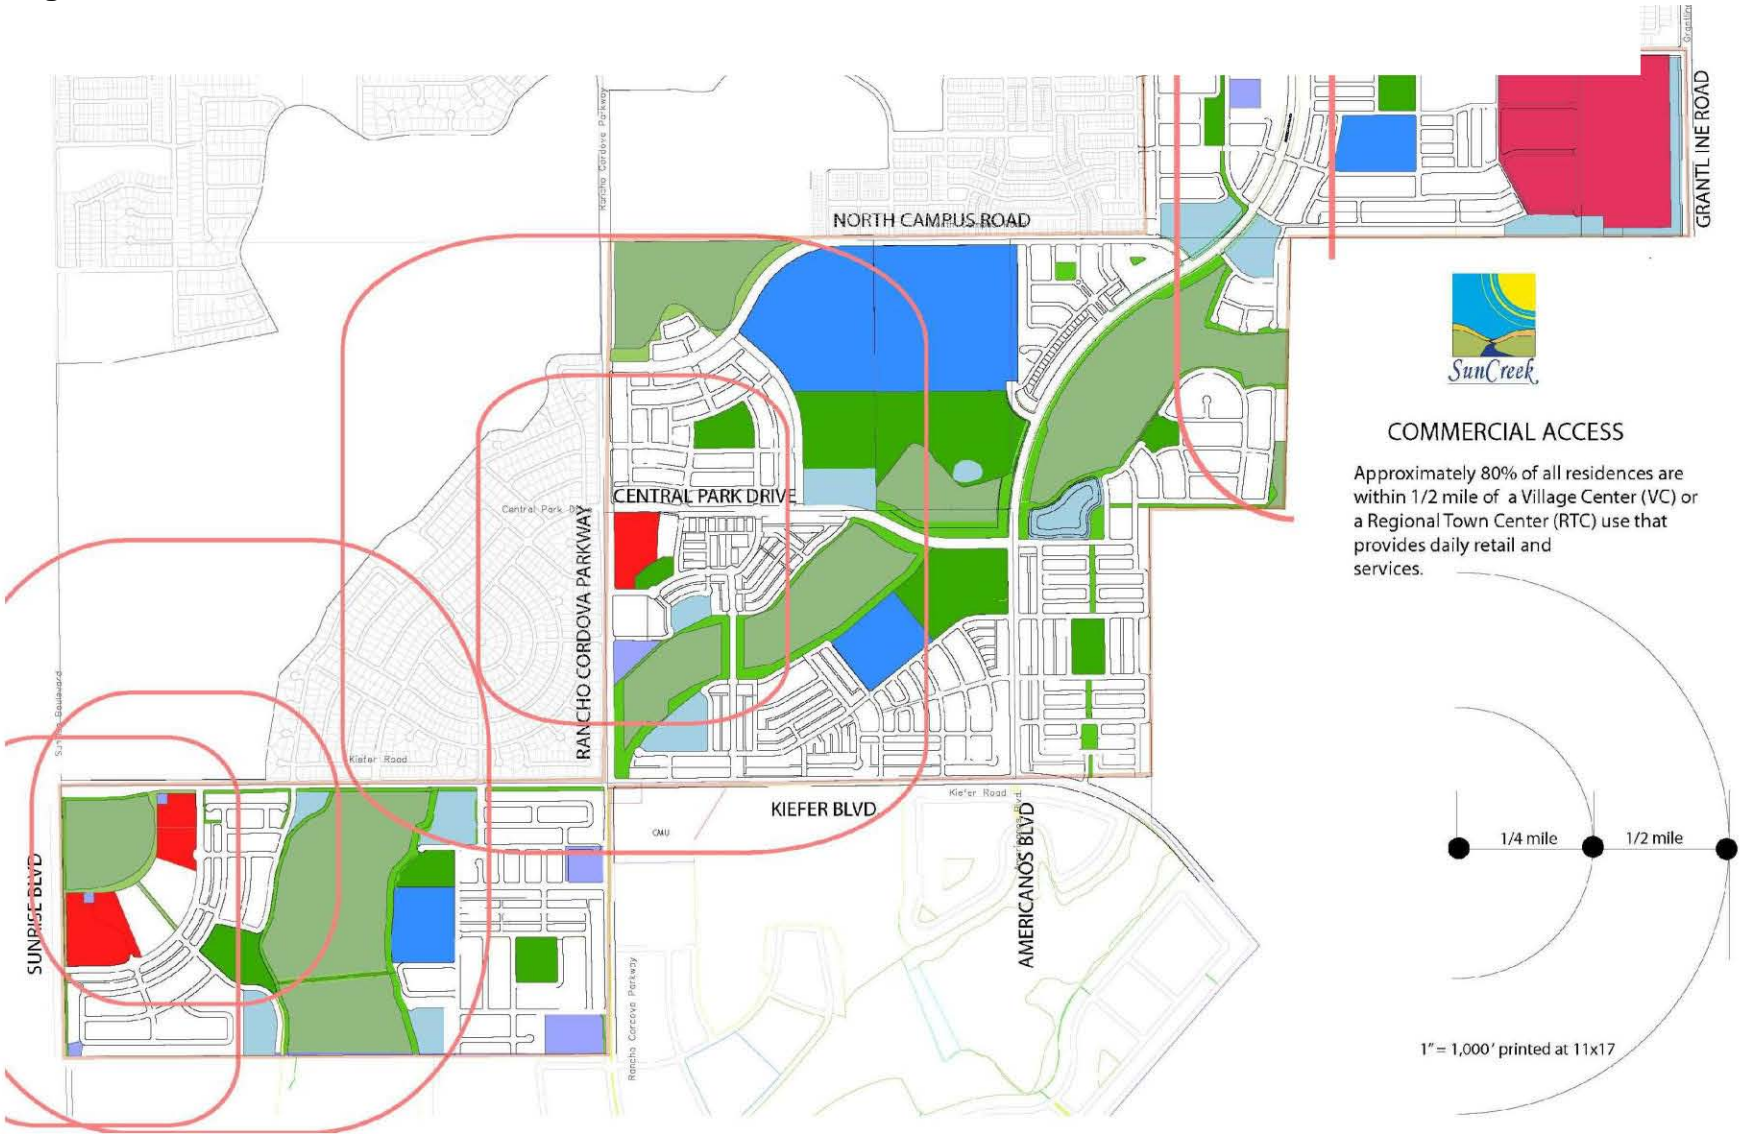 Grantline
GRANTLINE ROAD
Rancho Cordova Parkway
NORTH CAMPUS ROAD
SunCreek
COMMERCIAL ACCESS
Approximately 80% of all residences are
within 1/2 mile of a Village Center (VC) or
a Regional Town Center (RTC) use that
provides daily retail and
services.
CENTRAL PARK DRIVE
Central Park Drive
RANCHO CORDOVA PARKWAY
Sunrise Boulevard
Kiefer Road
KIEFER BLVD
Kiefer Road
CMU
AMERICANOS BLVD
SUNRISE BLVD
Rancho Cordova Parkway
1/4 mile
1/2 mile
1" = 1,000' printed at 11x17